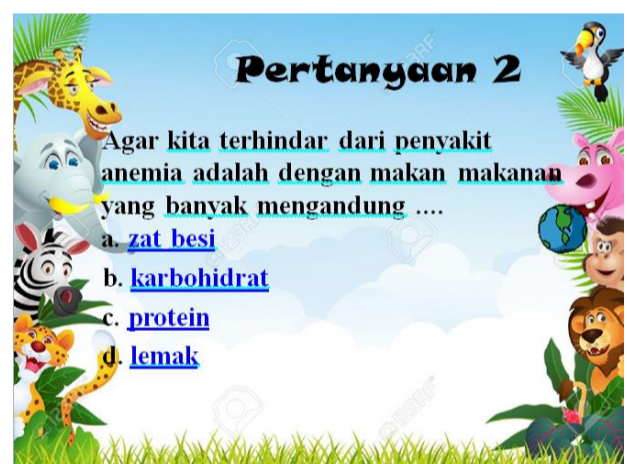 Pertanyaan 2
Agar kita terhindar dari penyakit
anemia adalah dengan makan makanan
yang banyak mengandung ....
a. zat besi
b. karbohidrat
c. protein
d. lemak